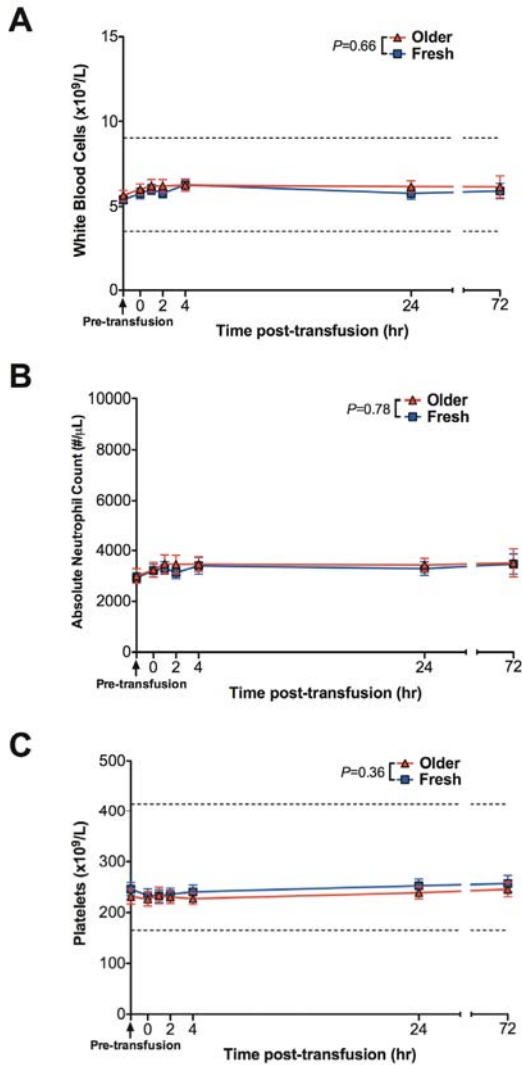 A
White Blood Cells (x10⁹/L)
15
10
5
0
P=0.66
Older
Fresh
0 2 4 24 72
Pre-transfusion
Time post-transfusion (hr)
B
Absolute Neutrophil Count (#/μL)
10000
8000
6000
4000
2000
0
P=0.78
Older
Fresh
0 2 4 24 72
Pre-transfusion
Time post-transfusion (hr)
C
Platelets (x10⁹/L)
500
400
300
200
100
0
P=0.36
Older
Fresh
0 2 4 24 72
Pre-transfusion
Time post-transfusion (hr)